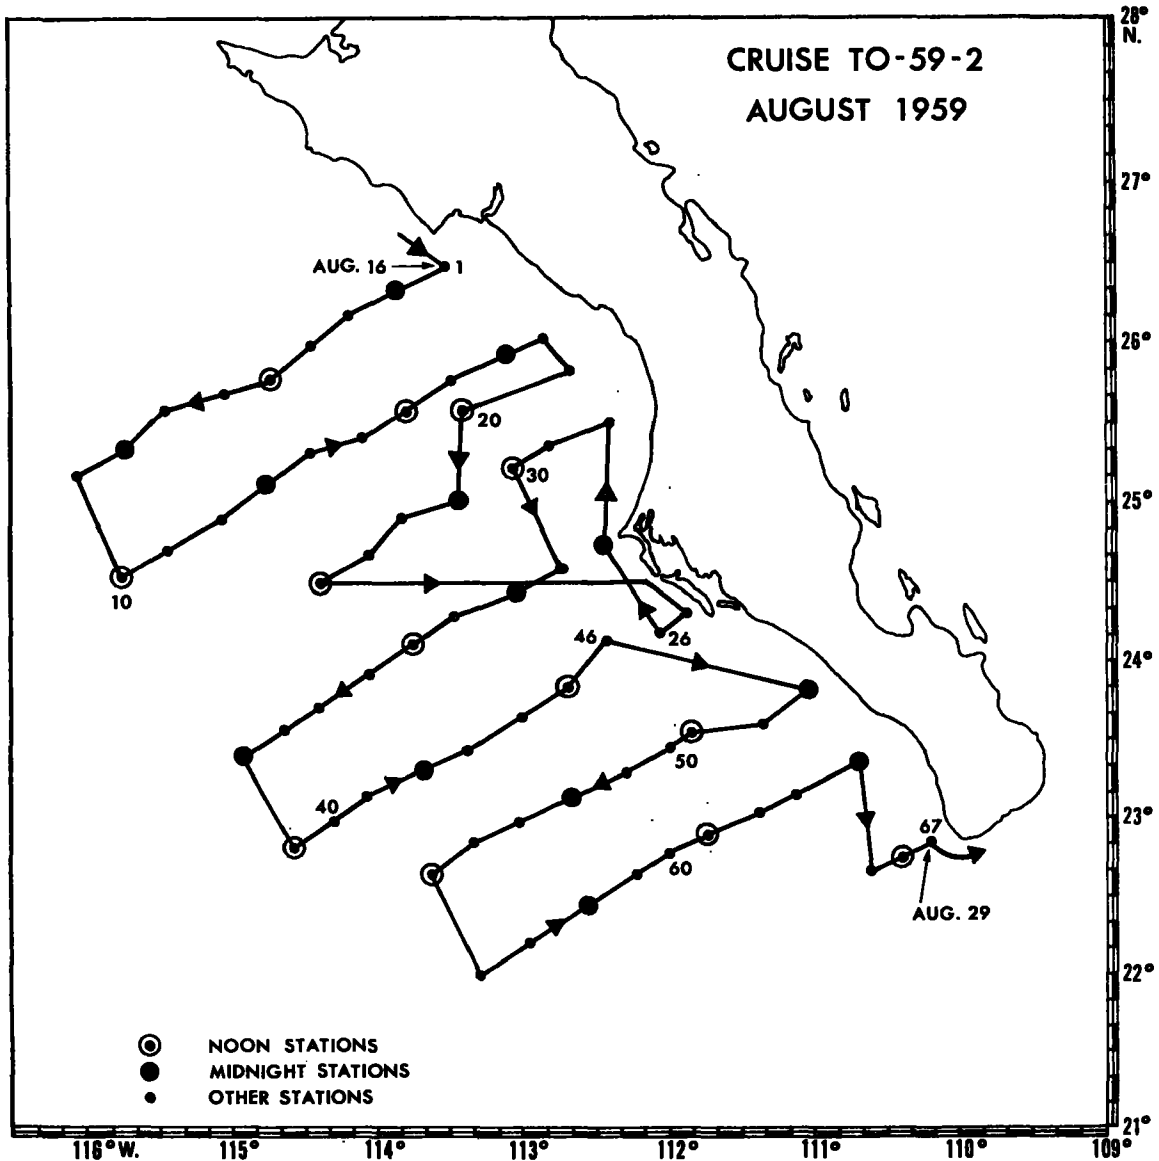 CRUISE TO-59-2
AUGUST 1959
28°
N.
27°
26°
25°
24°
23°
22°
21°
AUG. 16
1
10
20
30
26
46
40
50
60
67
AUG. 29
NOON STATIONS
MIDNIGHT STATIONS
OTHER STATIONS
116°W.
115°
114°
113°
112°
111°
110°
109°